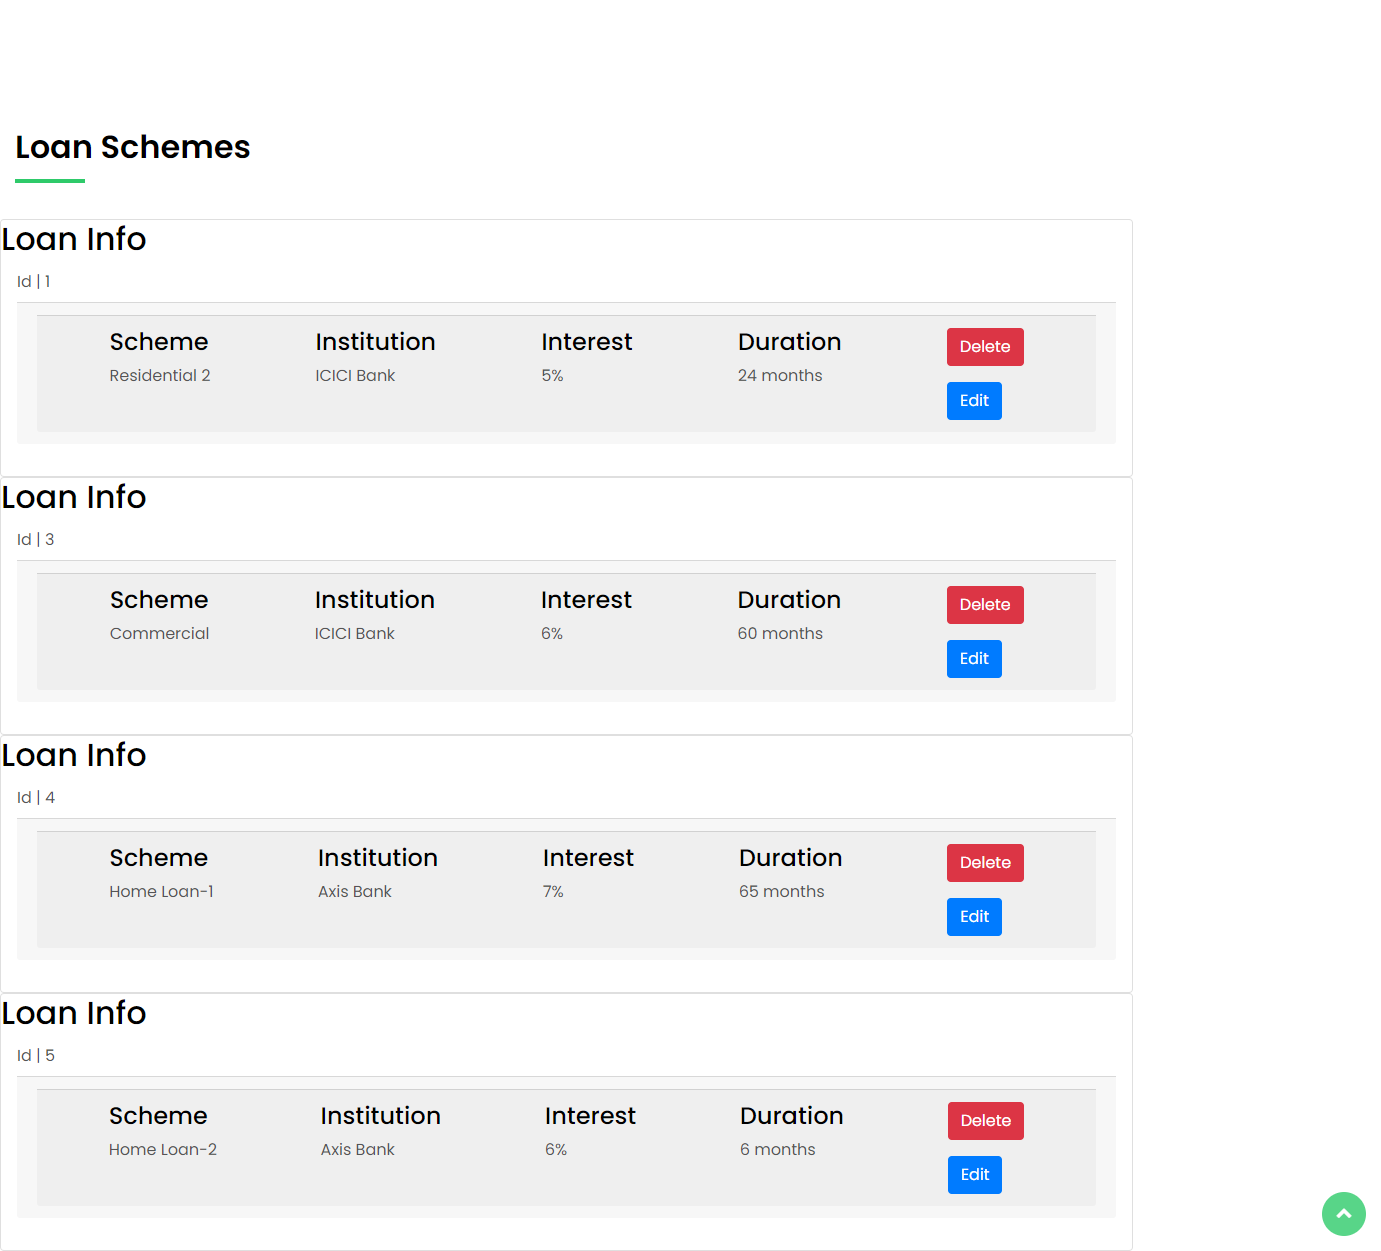 Loan Schemes
Loan Info
Id | 1
Scheme Institution Interest Duration Delete
Residential 2 ICICI Bank 5% 24 months
Edit
Loan Info
Id | 3
Scheme Institution Interest Duration Delete
Commercial ICICI Bank 6% 60 months
Edit
Loan Info
Id | 4
Scheme Institution Interest Duration Delete
Home Loan-1 Axis Bank 7% 65 months
Edit
Loan Info
Id | 5
Scheme Institution Interest Duration Delete
Home Loan-2 Axis Bank 6% 6 months
Edit